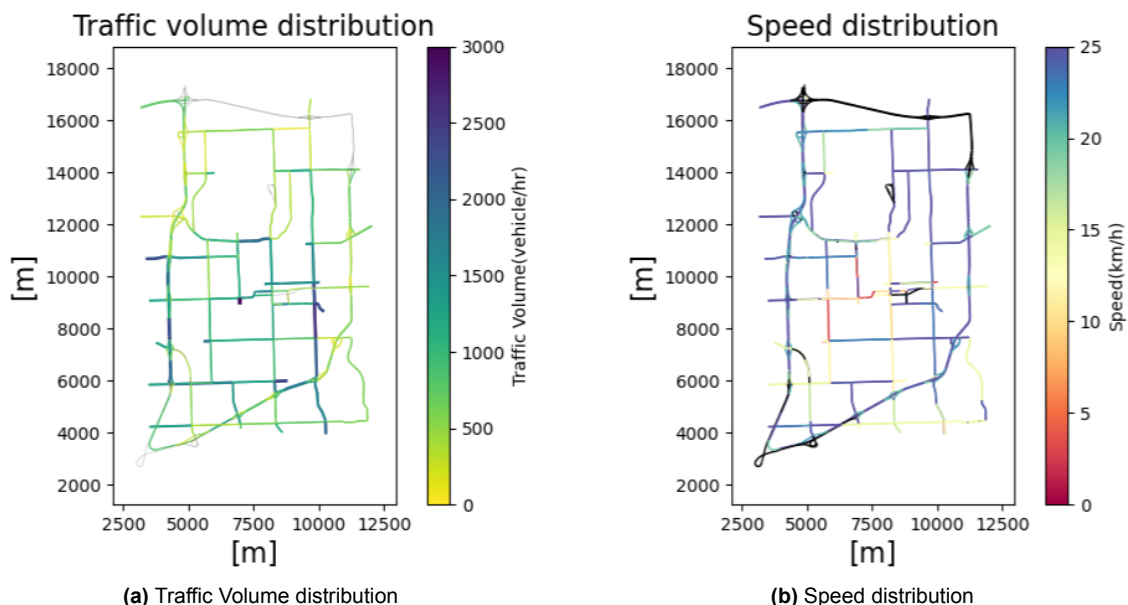 Traffic volume distribution
18000
16000
14000
12000
10000
8000
6000
4000
2000
[m]
2500 5000 7500 10000 12500
[m]
3000
2500
2000
1500
1000
500
0
Traffic Volume(vehicle/hr)
(a) Traffic Volume distribution
Speed distribution
18000
16000
14000
12000
10000
8000
6000
4000
2000
[m]
2500 5000 7500 10000 12500
[m]
25
20
15
10
5
0
Speed(km/h)
(b) Speed distribution